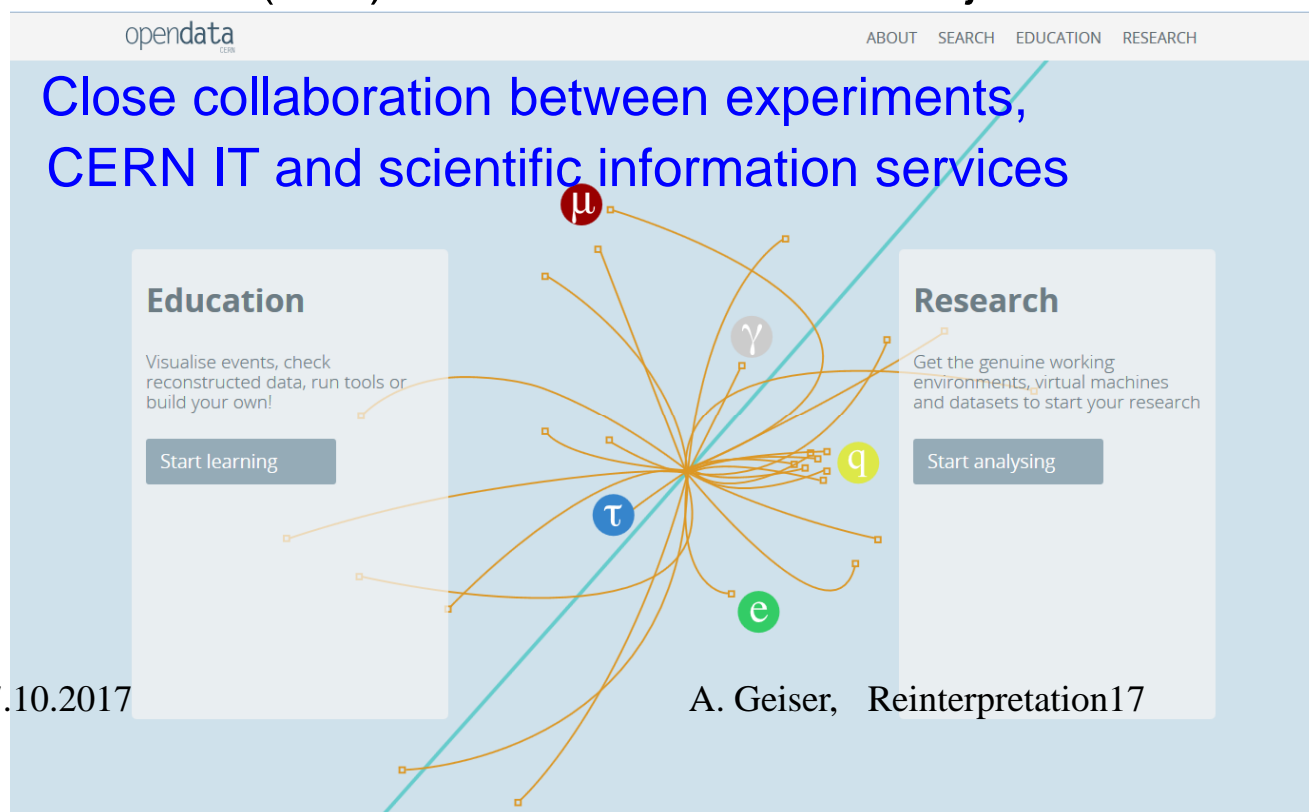 opendata
CERN
ABOUT SEARCH EDUCATION RESEARCH
Close collaboration between experiments,
CERN IT and scientific information services
μ
γ
Education
Visualise events, check
reconstructed data, run tools or
build your own!
Start learning
Research
Get the genuine working
environments, virtual machines
and datasets to start your research
Start analysing
q
τ
e
.10.2017
A. Geiser, Reinterpretation17